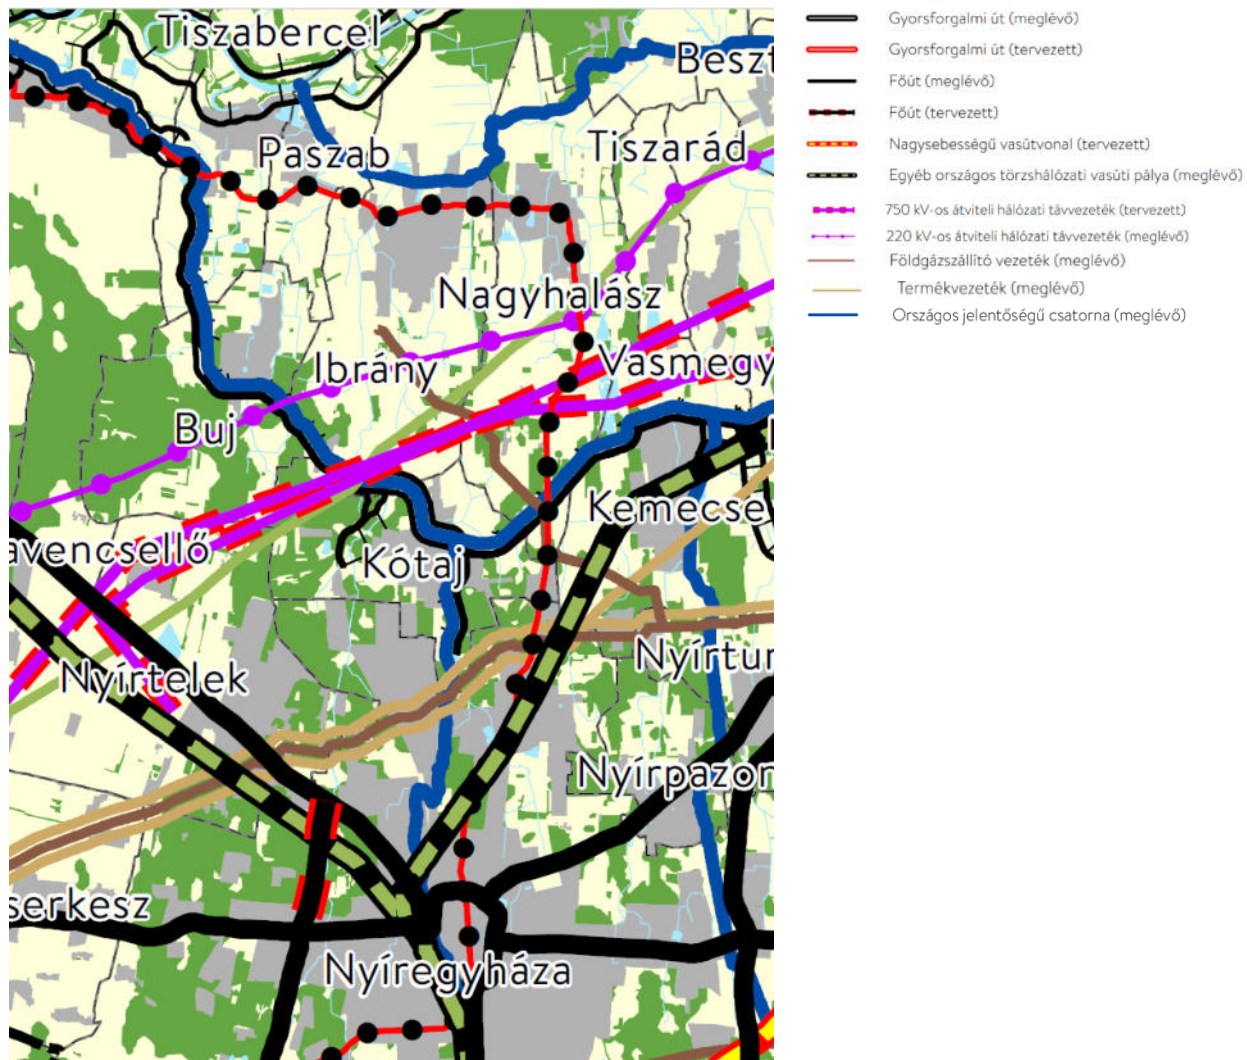 Tiszabercel
Beszt
Paszab
Tiszarád
Nagyhalász
Ibrány
Vasmegy
Buj
Kemecse
avencsellő
Kótaj
Nyírtelek
Nyírtur
Nyírpazon
serkesz
Nyíregyháza
Gyorsforgalmi út (meglévő)
Gyorsforgalmi út (tervezett)
Főút (meglévő)
Főút (tervezett)
Nagysebességű vasútvonal (tervezett)
Egyéb országos törzshálózati vasúti pálya (meglévő)
750 kV-os átviteli hálózati távvezeték (tervezett)
220 kV-os átviteli hálózati távvezeték (meglévő)
Földgázszállító vezeték (meglévő)
Termékvezeték (meglévő)
Országos jelentőségű csatorna (meglévő)